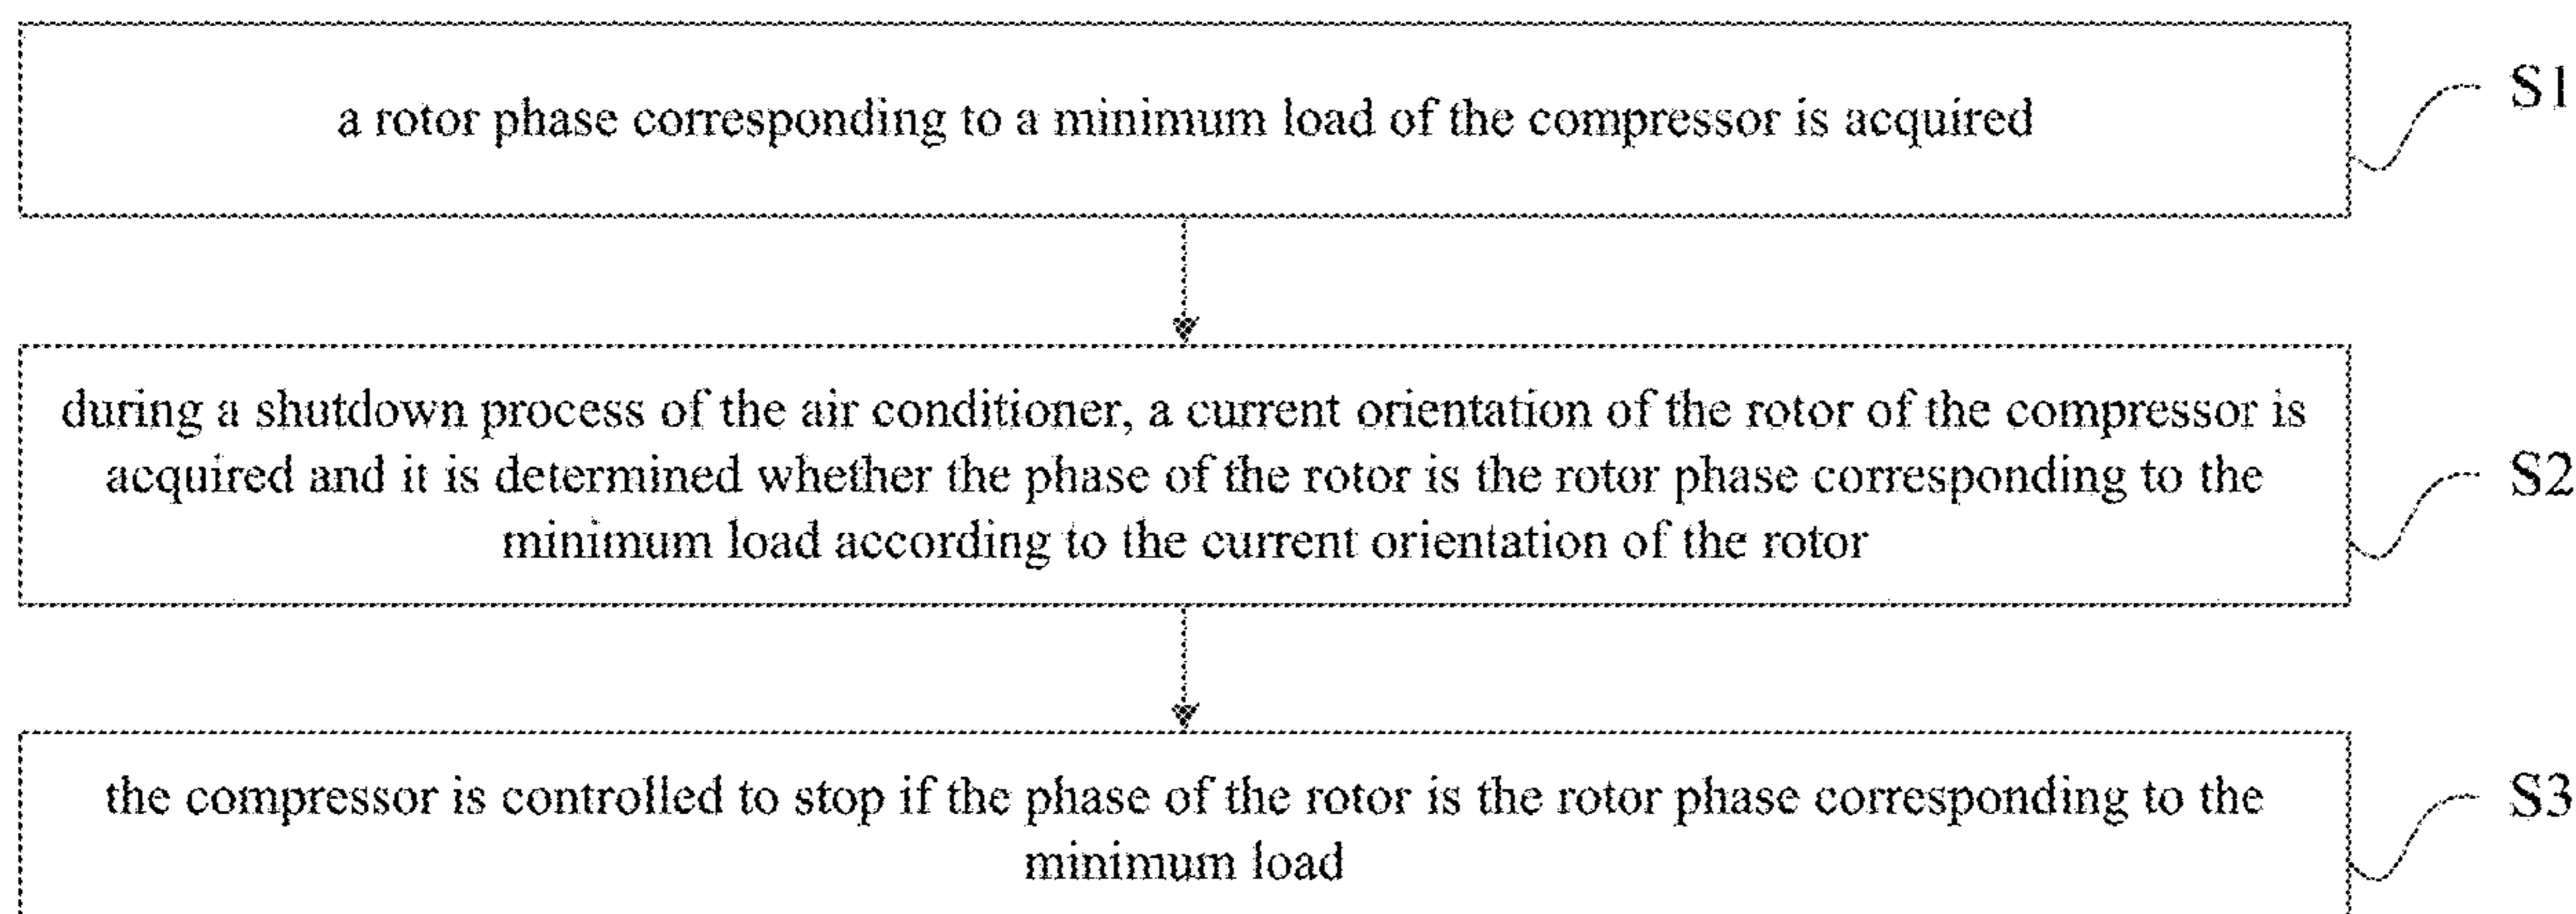 a rotor phase corresponding to a minimum load of the compressor is acquired
S1
during a shutdown process of the air conditioner, a current orientation of the rotor of the compressor is
acquired and it is determined whether the phase of the rotor is the rotor phase corresponding to the
minimum load according to the current orientation of the rotor
S2
the compressor is controlled to stop if the phase of the rotor is the rotor phase corresponding to the
minimum load
S3